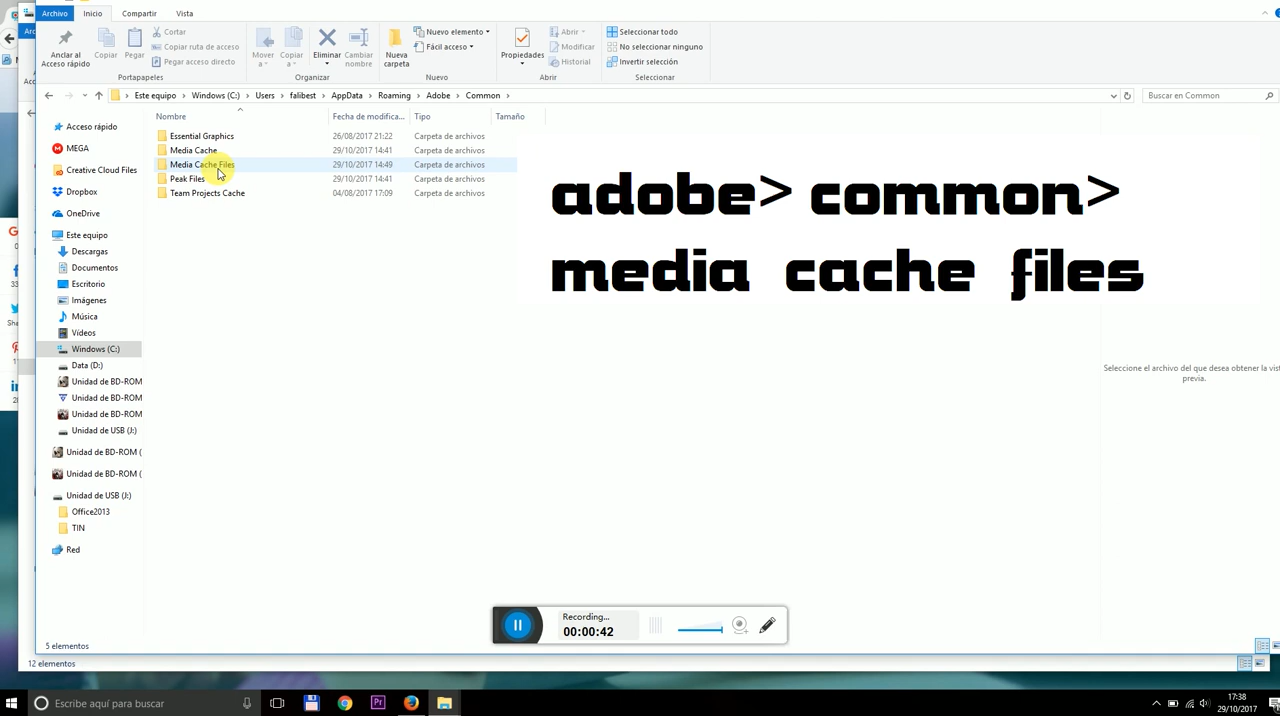 Archivo Inicio Compartir Vista
Anclar al Acceso rápido
Copiar
Pegar
Cortar
Copiar ruta de acceso
Pegar acceso directo
Portapapeles
Mover a
Copiar a
Eliminar
Cambiar nombre
Organizar
Nueva carpeta
Nuevo elemento
Fácil acceso
Nuevo
Propiedades
Abrir
Modificar
Historial
Abrir
Seleccionar todo
No seleccionar ninguno
Invertir selección
Seleccionar
Este equipo > Windows (C:) > Users > falibest > AppData > Roaming > Adobe > Common >
Buscar en Common
Nombre Fecha de modifica... Tipo Tamaño
Essential Graphics 26/08/2017 21:22 Carpeta de archivos
Media Cache 29/10/2017 14:41 Carpeta de archivos
Media Cache Files 29/10/2017 14:49 Carpeta de archivos
Peak Files 29/10/2017 14:41 Carpeta de archivos
Team Projects Cache 04/08/2017 17:09 Carpeta de archivos
adobe> common>
media cache files
Acceso rápido
MEGA
Creative Cloud Files
Dropbox
OneDrive
Este equipo
Descargas
Documentos
Escritorio
Imágenes
Música
Vídeos
Windows (C:)
Data (D:)
Unidad de BD-ROM
Unidad de BD-ROM
Unidad de BD-ROM
Unidad de USB (J:)
Unidad de BD-ROM (
Unidad de BD-ROM (
Unidad de USB (J:)
Office2013
TIN
Red
Seleccione el archivo del que desea obtener la vist
previa.
Recording...
00:00:42
5 elementos
12 elementos
Escribe aquí para buscar
17:38
29/10/2017